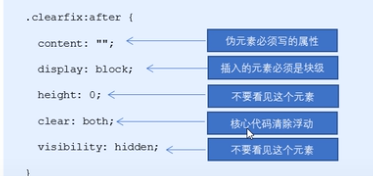 .clearfix:after {
content: ""; 伪元素必须写的属性
display: block; 插入的元素必须是块级
height: 0; 不要看见这个元素
clear: both; 核心代码清除浮动
visibility: hidden; 不要看见这个元素
}